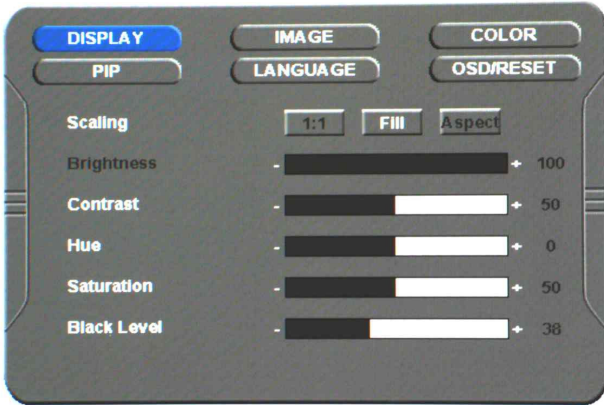 DISPLAY IMAGE COLOR
PIP LANGUAGE OSD/RESET
Scaling 1:1 Fill Aspect
Brightness - + 100
Contrast - + 50
Hue - + 0
Saturation - + 50
Black Level - + 38